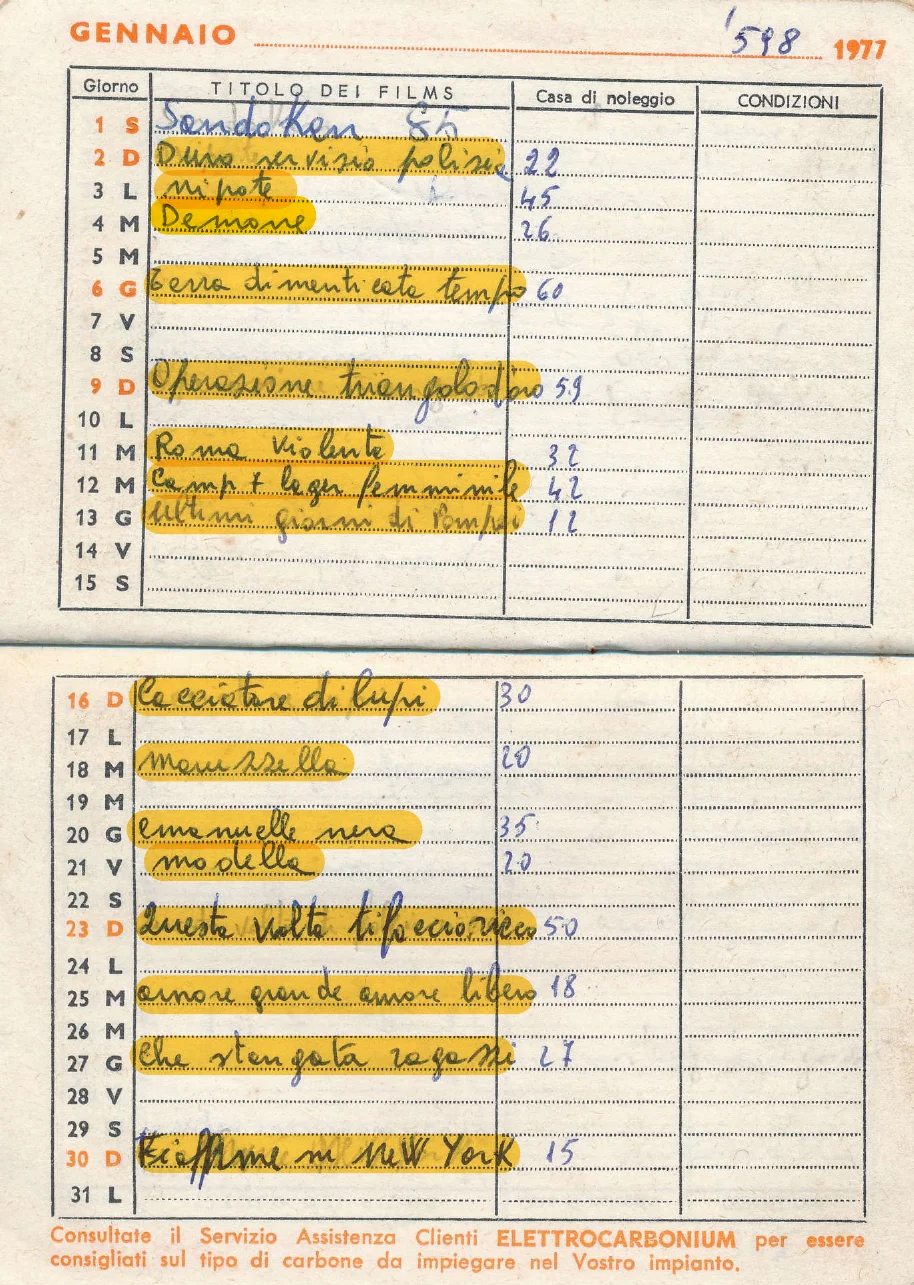 GENNAIO 598 1977
Giorno TITOLO DEI FILMS Casa di noleggio CONDIZIONI
1 S Sandokan 85
2 D Dura servisio polisia 22
3 L nipote 45
4 M Demone 26
5 M
6 G Terra dimenticata tempo 60
7 V
8 S
9 D Operazione triangolo d'oro 59
10 L
11 M Roma violenta 32
12 M Camp 7 lager femminile 42
13 G ultimi giorni di Pompei 12
14 V
15 S
16 D Cacciatore di lupi 30
17 L
18 M maruzzella 20
19 M
20 G emanuelle nera 35
21 V modella 20
22 S
23 D Questa volta ti faccio ricco 50
24 L
25 M amore grande amore libero 18
26 M
27 G Che stangata ragazzi 27
28 V
29 S
30 D in NeW YorK 15
31 L
Consultate il Servizio Assistenza Clienti ELETTROCARBONIUM per essere
consigliati sul tipo di carbone da impiegare nel Vostro impianto.